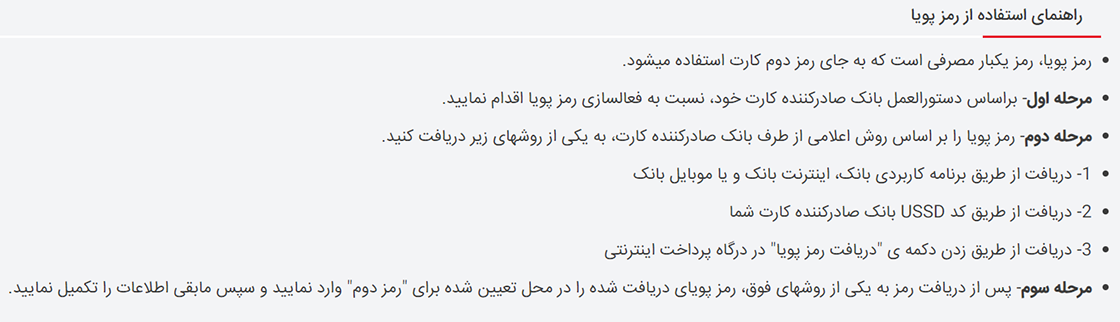 راهنمای استفاده از رمز پویا
رمز پویا، رمز یکبار مصرفی است که به جای رمز دوم کارت استفاده میشود.
مرحله اول- براساس دستورالعمل بانک صادرکننده کارت خود، نسبت به فعالسازی رمز پویا اقدام نمایید.
مرحله دوم- رمز پویا را بر اساس روش اعلامی از طرف بانک صادرکننده کارت، به یکی از روشهای زیر دریافت کنید.
1- دریافت از طریق برنامه کاربردی بانک، اینترنت بانک و یا موبایل بانک
2- دریافت از طریق کد USSD بانک صادرکننده کارت شما
3- دریافت از طریق زدن دکمه ی "دریافت رمز پویا" در درگاه پرداخت اینترنتی
مرحله سوم- پس از دریافت رمز به یکی از روشهای فوق، رمز پویای دریافت شده را در محل تعیین شده برای "رمز دوم" وارد نمایید و سپس مابقی اطلاعات را تکمیل نمایید.